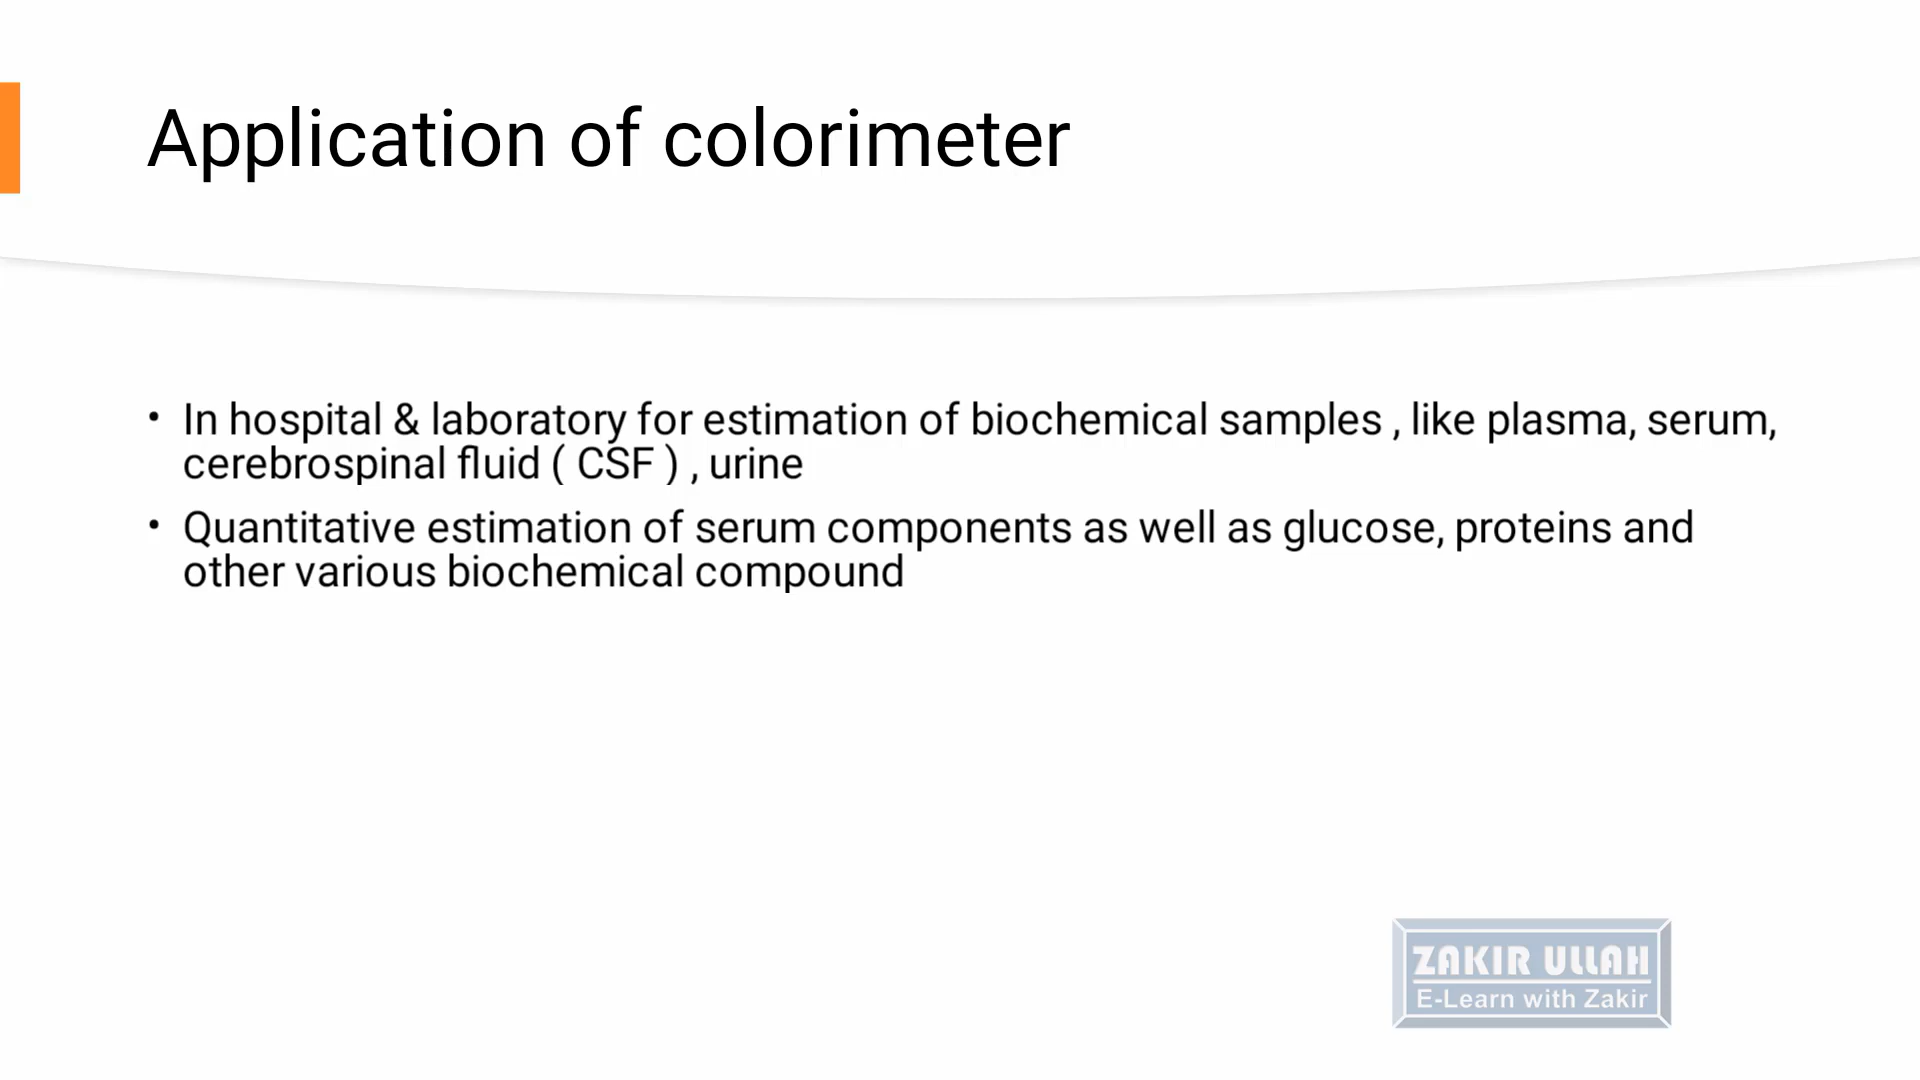 Application of colorimeter
• In hospital & laboratory for estimation of biochemical samples , like plasma, serum,
cerebrospinal fluid ( CSF ) , urine
• Quantitative estimation of serum components as well as glucose, proteins and
other various biochemical compound
ZAKIR ULLAH
E-Learn with Zakir